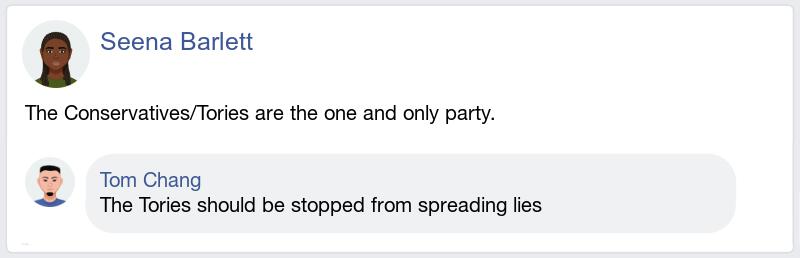 Seena Barlett
The Conservatives/Tories are the one and only party.
Tom Chang
The Tories should be stopped from spreading lies